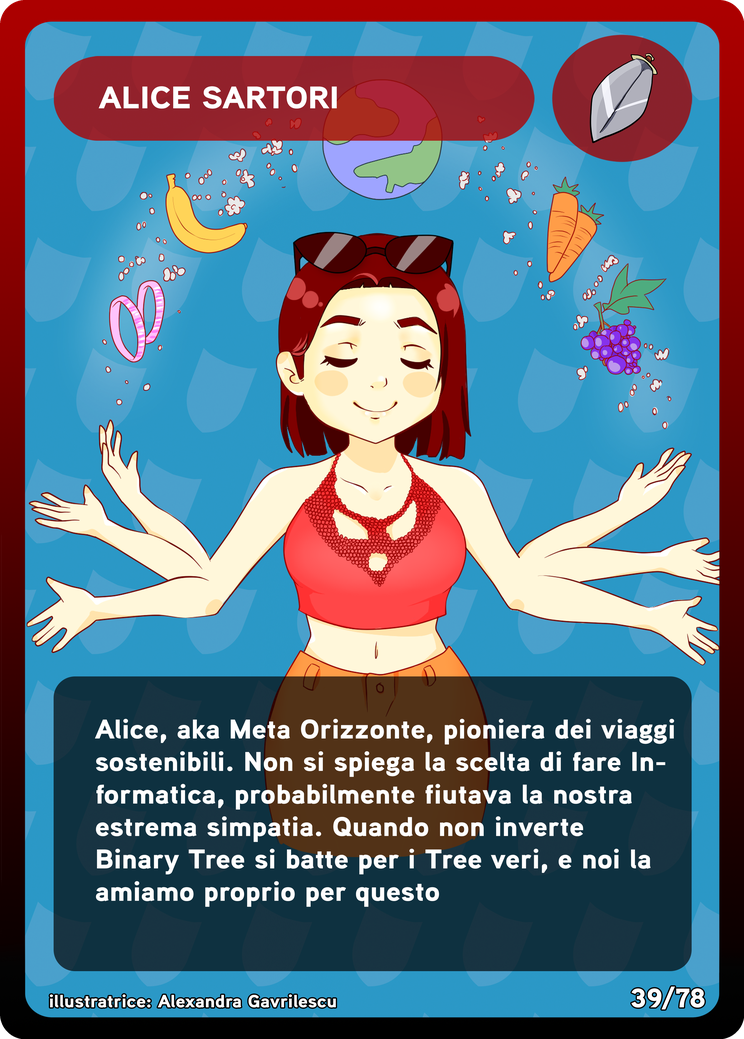 ALICE SARTORI
Alice, aka Meta Orizzonte, pioniera dei viaggi
sostenibili. Non si spiega la scelta di fare In-
formatica, probabilmente fiutava la nostra
estrema simpatia. Quando non inverte
Binary Tree si batte per i Tree veri, e noi la
amiamo proprio per questo
illustratrice: Alexandra Gavrilescu
39/78